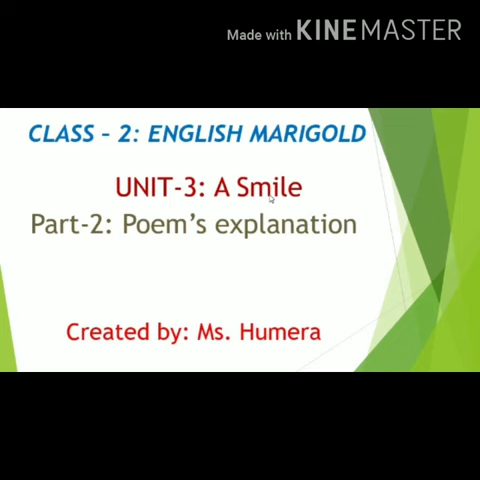 Made with KINEMASTER
CLASS – 2: ENGLISH MARIGOLD
UNIT-3: A Smile
Part-2: Poem's explanation
Created by: Ms. Humera